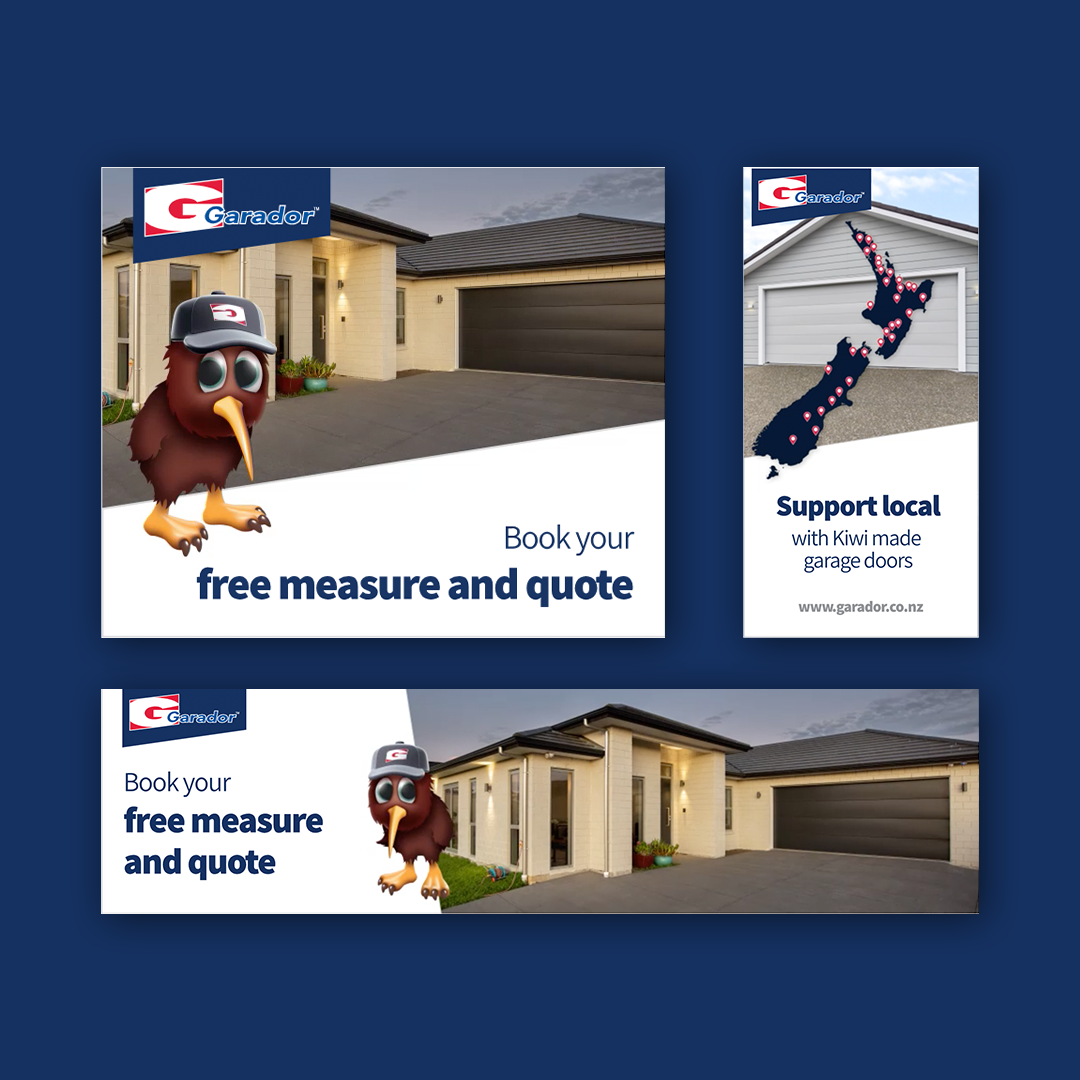 G Garador™
G
Book your
free measure and quote
G Garador™
Support local
with Kiwi made
garage doors
www.garador.co.nz
G Garador™
G
Book your
free measure
and quote